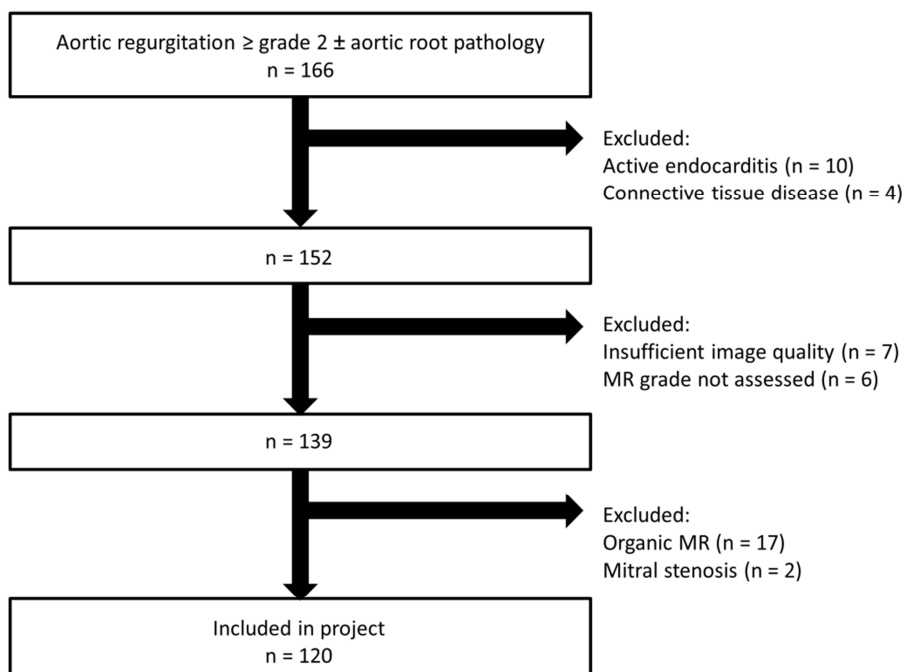 Aortic regurgitation ≥ grade 2 ± aortic root pathology
n = 166
Excluded:
Active endocarditis (n = 10)
Connective tissue disease (n = 4)
n = 152
Excluded:
Insufficient image quality (n = 7)
MR grade not assessed (n = 6)
n = 139
Excluded:
Organic MR (n = 17)
Mitral stenosis (n = 2)
Included in project
n = 120